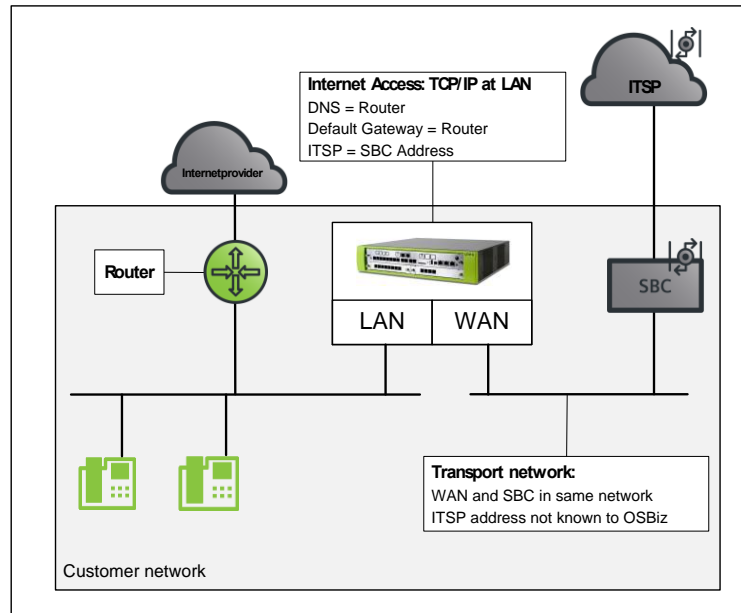 ITSP
Internet Access: TCP/IP at LAN
DNS = Router
Default Gateway = Router
ITSP = SBC Address
Internetprovider
Router
SBC
LAN
WAN
Transport network:
WAN and SBC in same network
ITSP address not known to OSBiz
Customer network